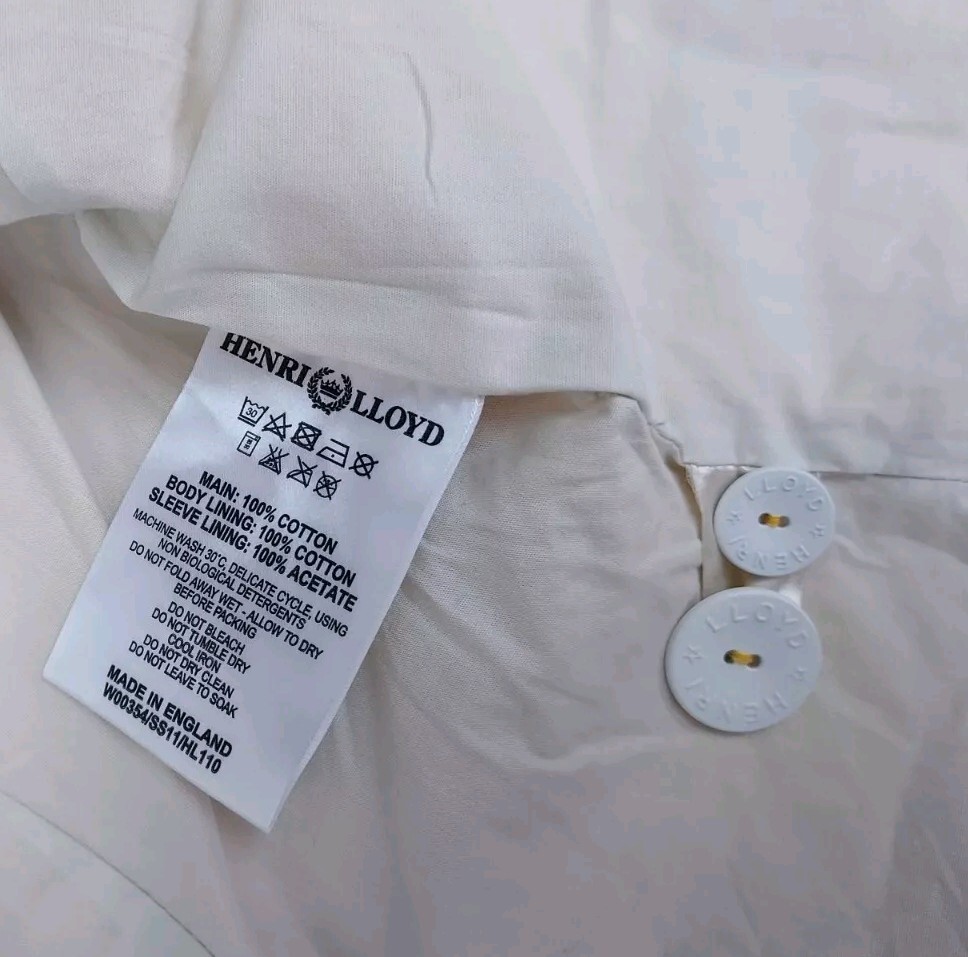 HENRI LLOYD
30
MAIN: 100% COTTON
BODY LINING: 100% COTTON
SLEEVE LINING: 100% ACETATE
MACHINE WASH 30°C, DELICATE CYCLE, USING
NON BIOLOGICAL DETERGENTS
DO NOT FOLD AWAY WET - ALLOW TO DRY
BEFORE PACKING
DO NOT BLEACH
DO NOT TUMBLE DRY
COOL IRON
DO NOT DRY CLEAN
DO NOT LEAVE TO SOAK
MADE IN ENGLAND
W00354/SS11/HL110
LLOYD
HENRI
LLOYD
HENRI